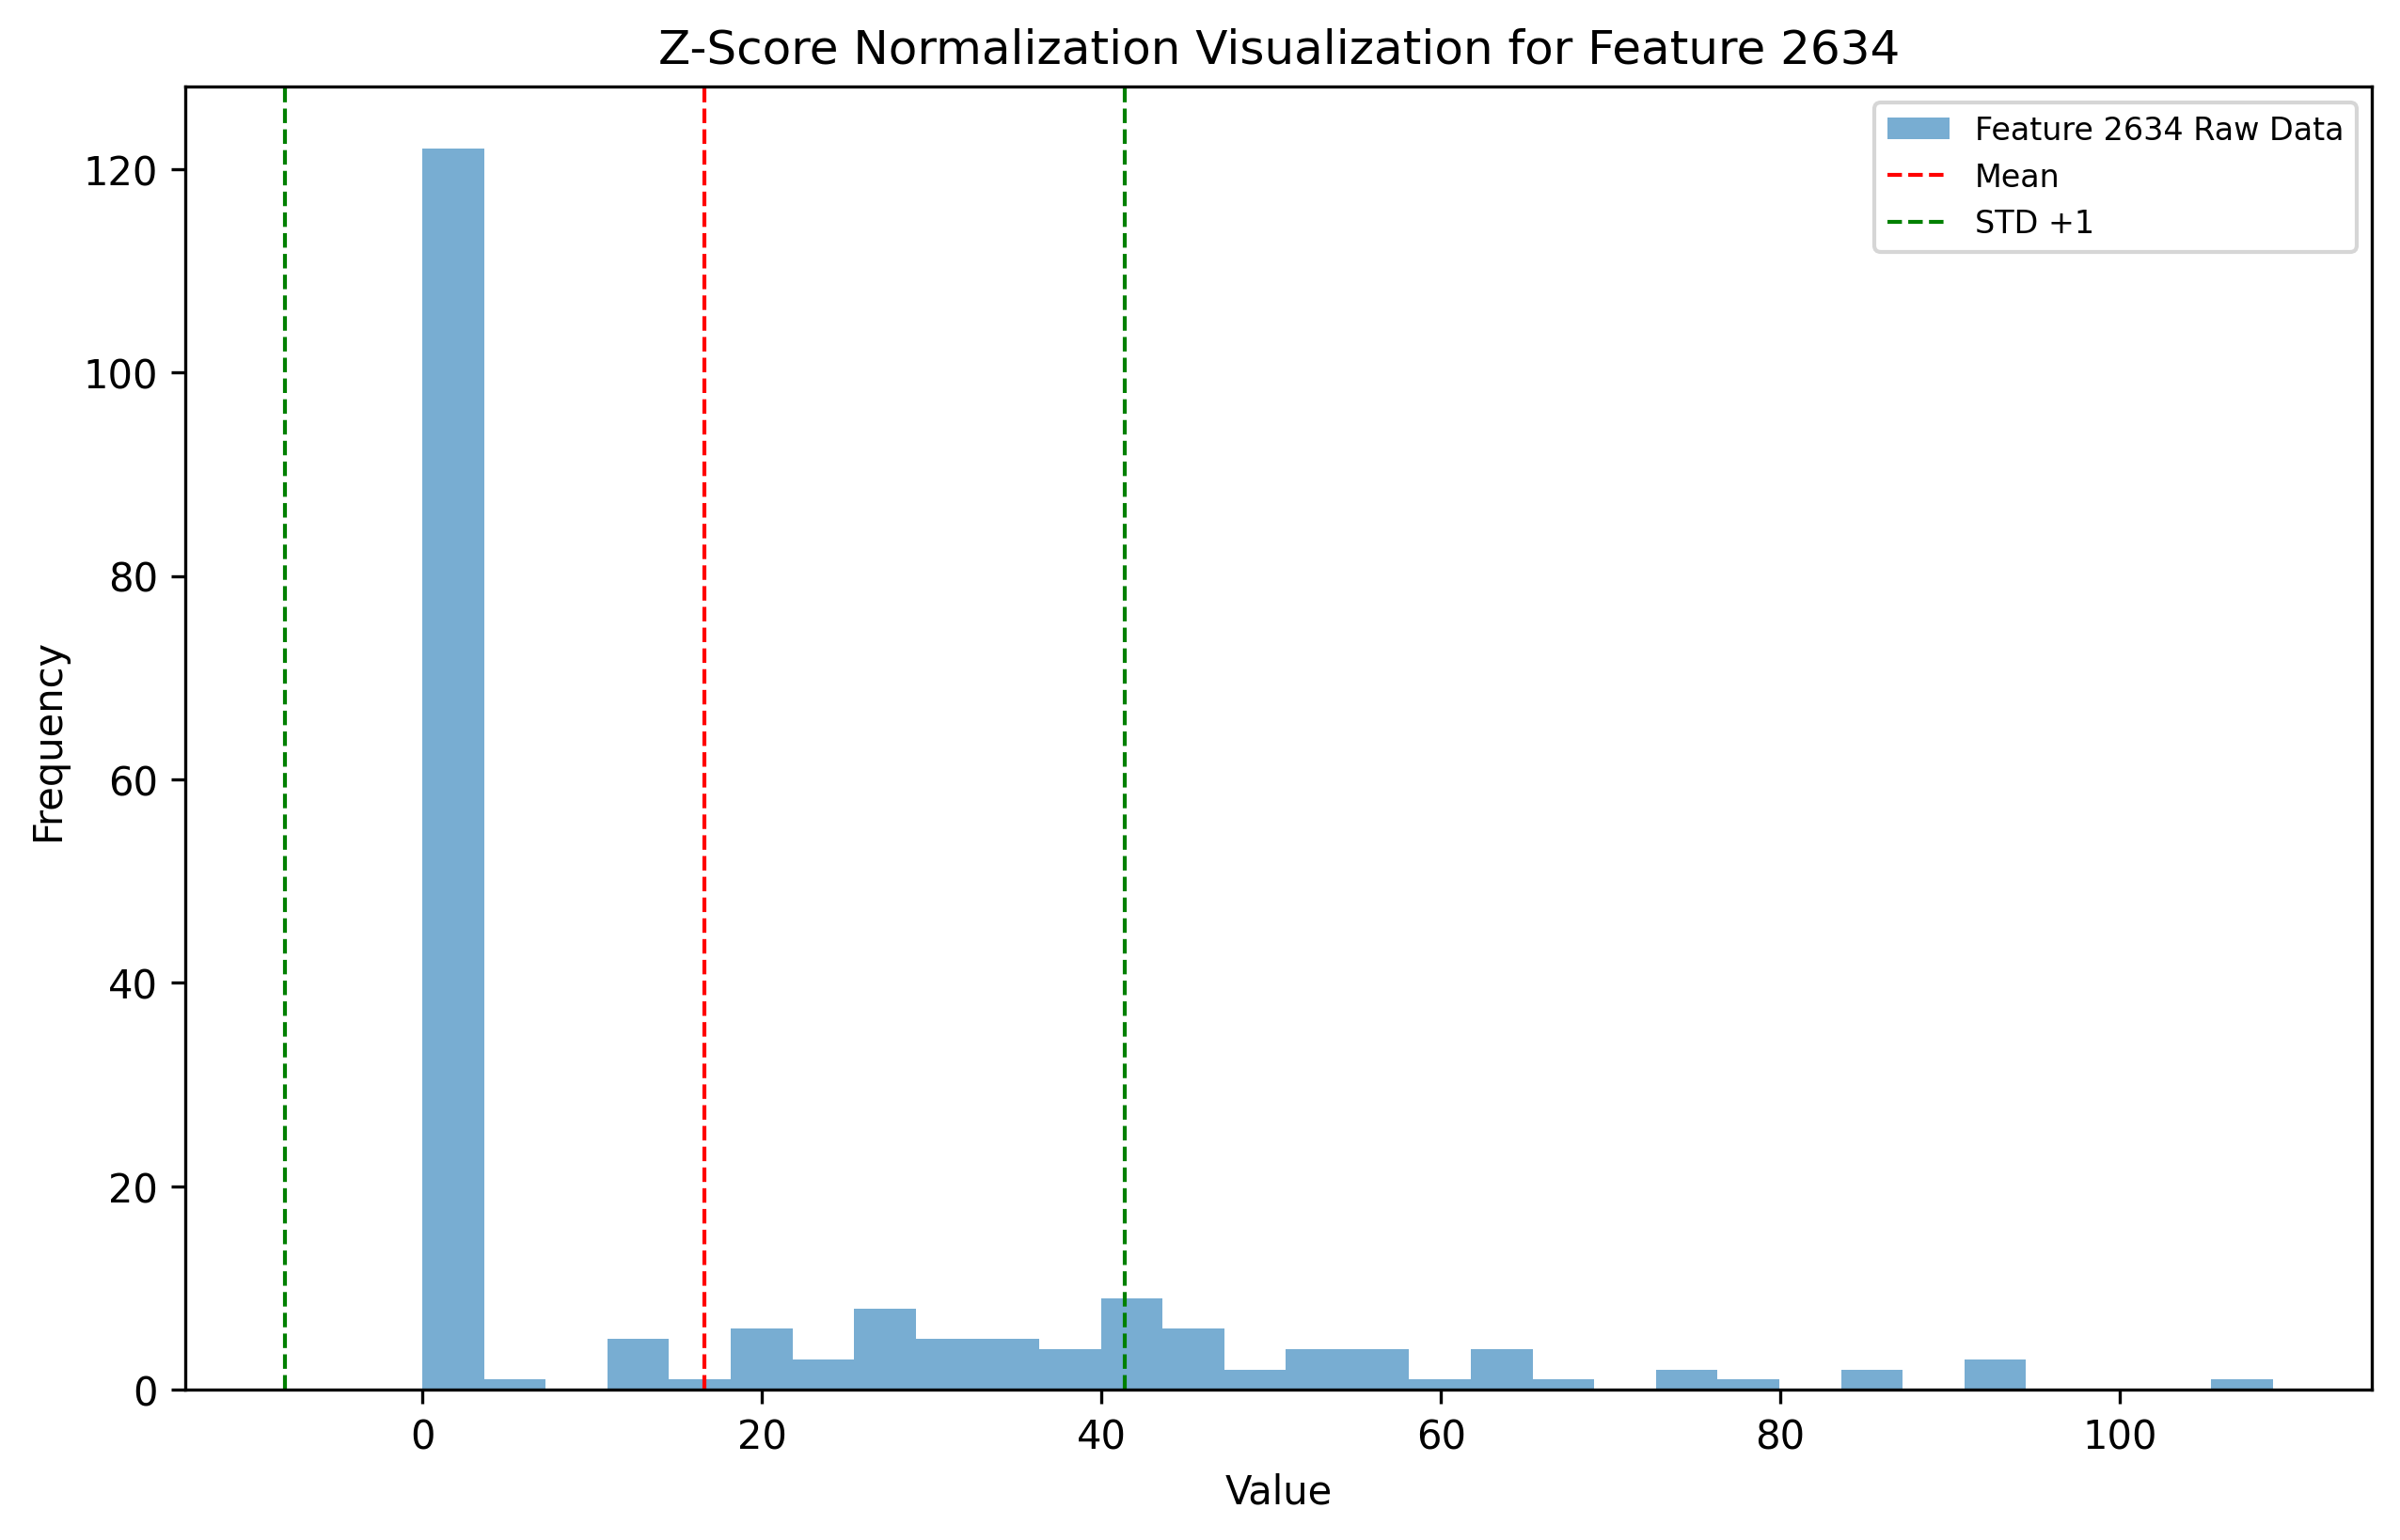 Z-Score Normalization Visualization for Feature 2634
Feature 2634 Raw Data
Mean
STD +1
120
100
80
60
40
20
0
Frequency
0 20 40 60 80 100
Value